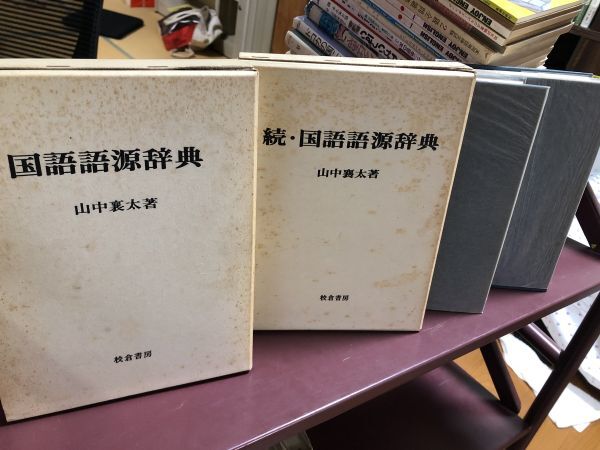 国語語源辞典
山中襄太著
校倉書房
続・国語語源辞典
山中襄太著
校倉書房